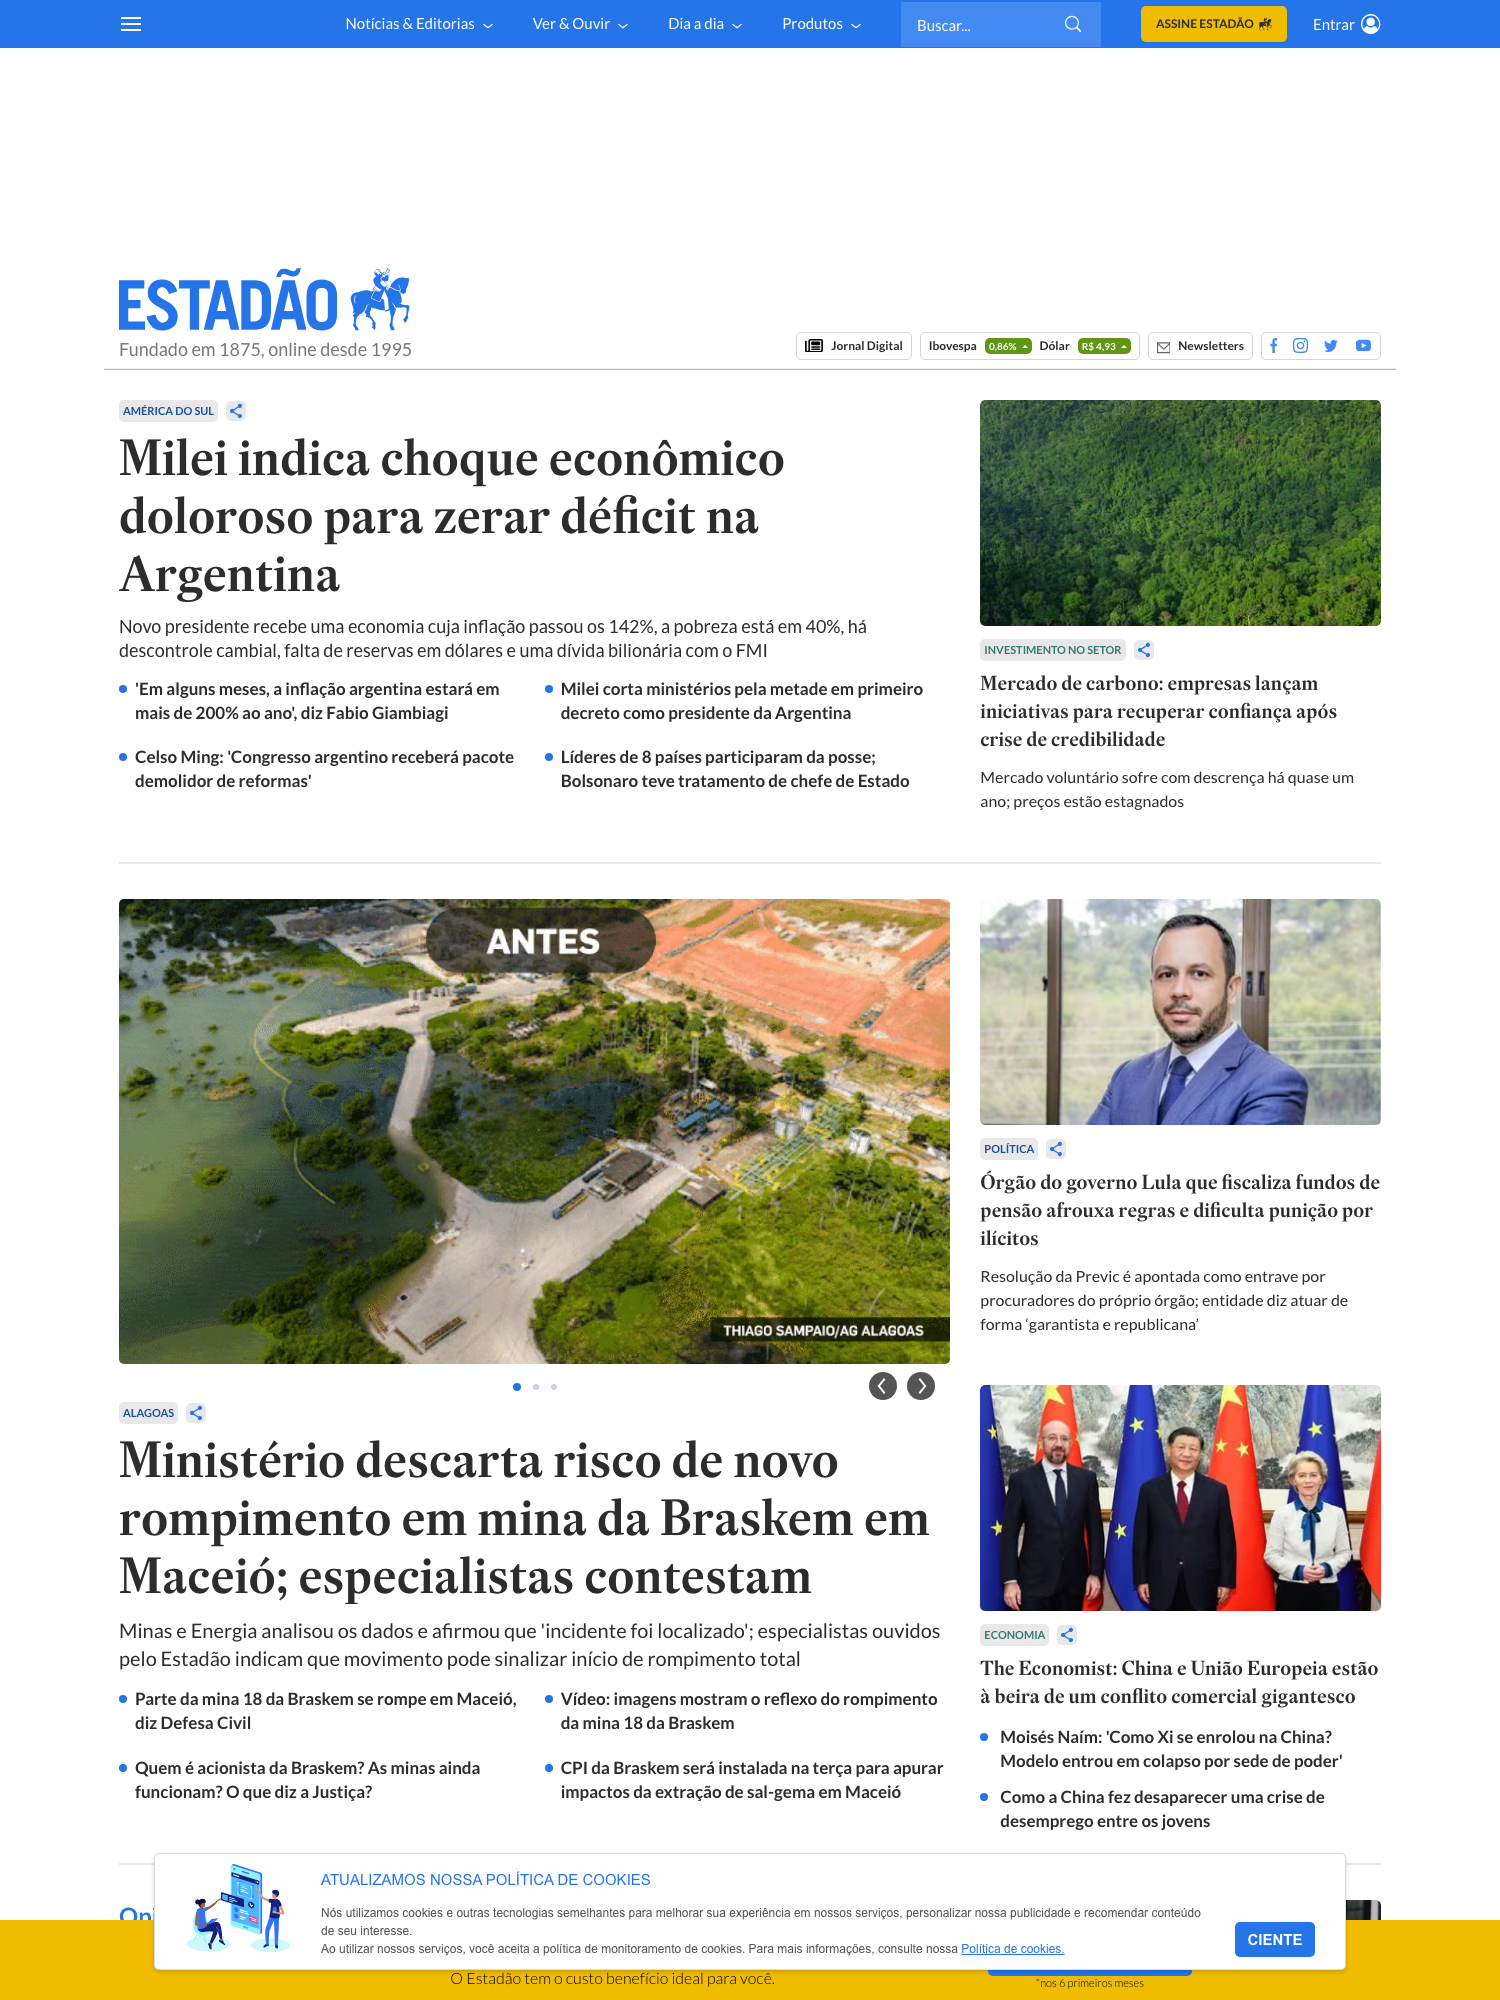 Notícias & Editorias
Ver & Ouvir
Dia a dia
Produtos
Buscar...
ASSINE ESTADÃO
Entrar
ESTADÃO
Fundado em 1875, online desde 1995
Jornal Digital
Ibovespa 0,86% Dólar R$ 4,93
Newsletters
AMÉRICA DO SUL
Milei indica choque econômico
doloroso para zerar déficit na
Argentina
Novo presidente recebe uma economia cuja inflação passou os 142%, a pobreza está em 40%, há
descontrole cambial, falta de reservas em dólares e uma dívida bilionária com o FMI
'Em alguns meses, a inflação argentina estará em
mais de 200% ao ano', diz Fabio Giambiagi
Celso Ming: 'Congresso argentino receberá pacote
demolidor de reformas'
Milei corta ministérios pela metade em primeiro
decreto como presidente da Argentina
Líderes de 8 países participaram da posse;
Bolsonaro teve tratamento de chefe de Estado
INVESTIMENTO NO SETOR
Mercado de carbono: empresas lançam
iniciativas para recuperar confiança após
crise de credibilidade
Mercado voluntário sofre com descrença há quase um
ano; preços estão estagnados
ANTES
THIAGO SAMPAIO/AG ALAGOAS
ALAGOAS
Ministério descarta risco de novo
rompimento em mina da Braskem em
Maceió; especialistas contestam
Minas e Energia analisou os dados e afirmou que 'incidente foi localizado'; especialistas ouvidos
pelo Estadão indicam que movimento pode sinalizar início de rompimento total
Parte da mina 18 da Braskem se rompe em Maceió,
diz Defesa Civil
Quem é acionista da Braskem? As minas ainda
funcionam? O que diz a Justiça?
Vídeo: imagens mostram o reflexo do rompimento
da mina 18 da Braskem
CPI da Braskem será instalada na terça para apurar
impactos da extração de sal-gema em Maceió
POLÍTICA
Órgão do governo Lula que fiscaliza fundos de
pensão afrouxa regras e dificulta punição por
ilícitos
Resolução da Previc é apontada como entrave por
procuradores do próprio órgão; entidade diz atuar de
forma ‘garantista e republicana’
ECONOMIA
The Economist: China e União Europeia estão
à beira de um conflito comercial gigantesco
Moisés Naím: 'Como Xi se enrolou na China?
Modelo entrou em colapso por sede de poder'
Como a China fez desaparecer uma crise de
desemprego entre os jovens
ATUALIZAMOS NOSSA POLÍTICA DE COOKIES
Nós utilizamos cookies e outras tecnologias semelhantes para melhorar sua experiência em nossos serviços, personalizar nossa publicidade e recomendar conteúdo
de seu interesse.
Ao utilizar nossos serviços, você aceita a política de monitoramento de cookies. Para mais informações, consulte nossa Política de cookies.
CIENTE
O Estadão tem o custo benefício ideal para você.
*nos 6 primeiros meses